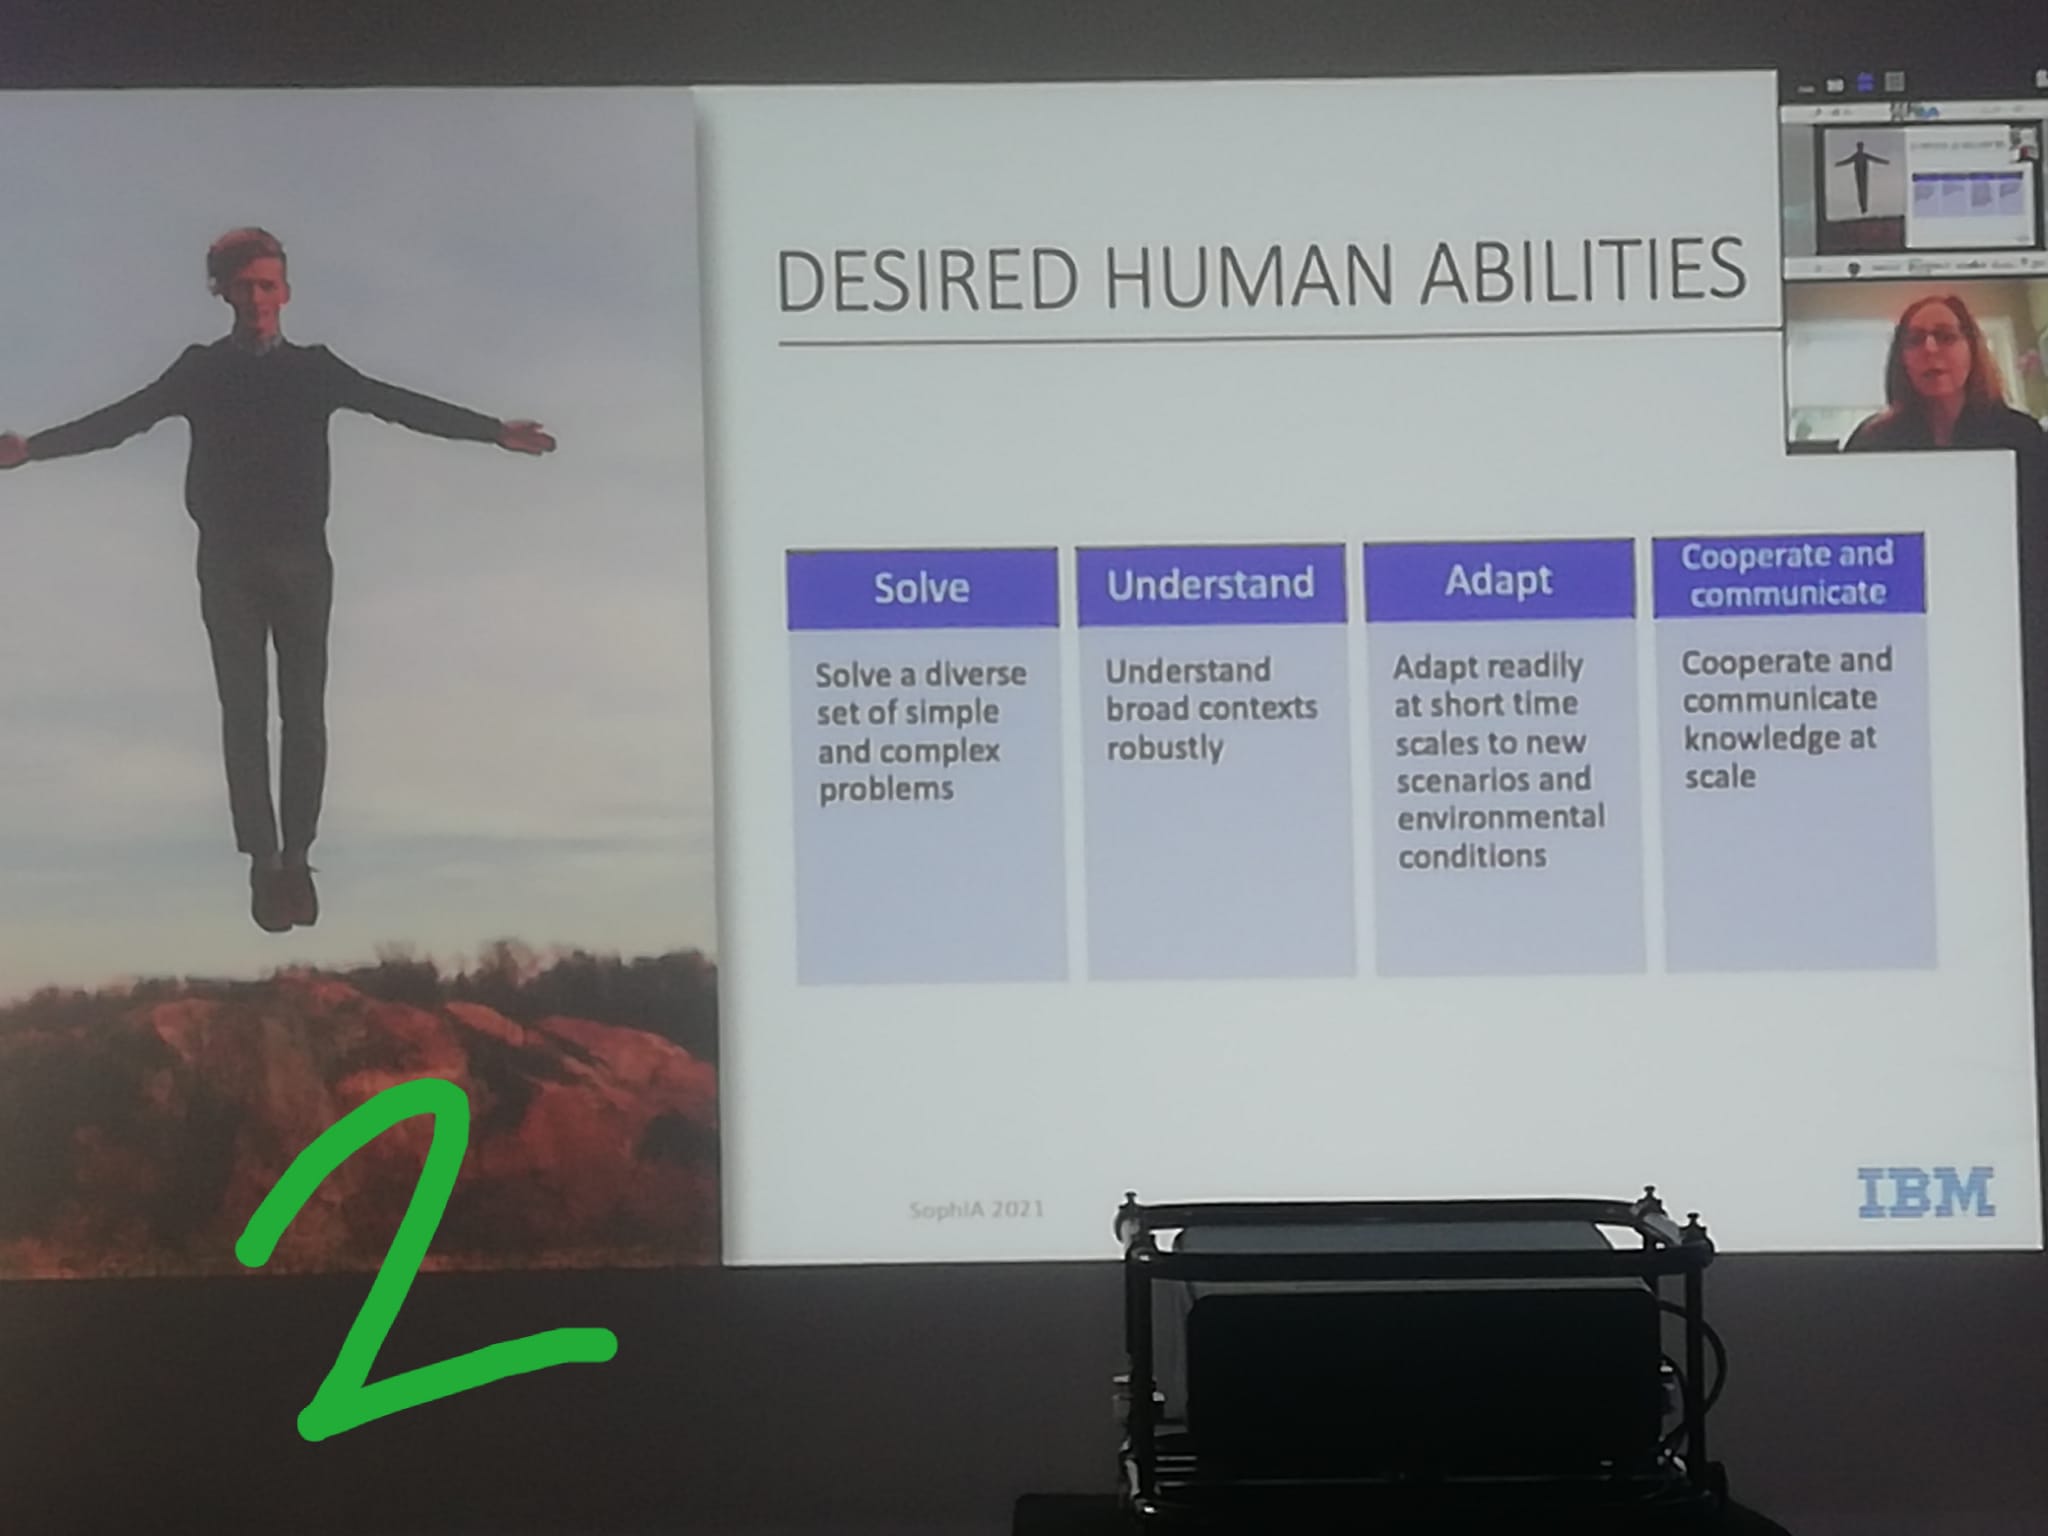 DESIRED HUMAN ABILITIES
Solve
Solve a diverse
set of simple
and complex
problems
Understand
Understand
broad contexts
robustly
Adapt
Adapt readily
at short time
scales to new
scenarios and
environmental
conditions
Cooperate and
communicate
Cooperate and
communicate
knowledge at
scale
SophIA 2021
IBM
2